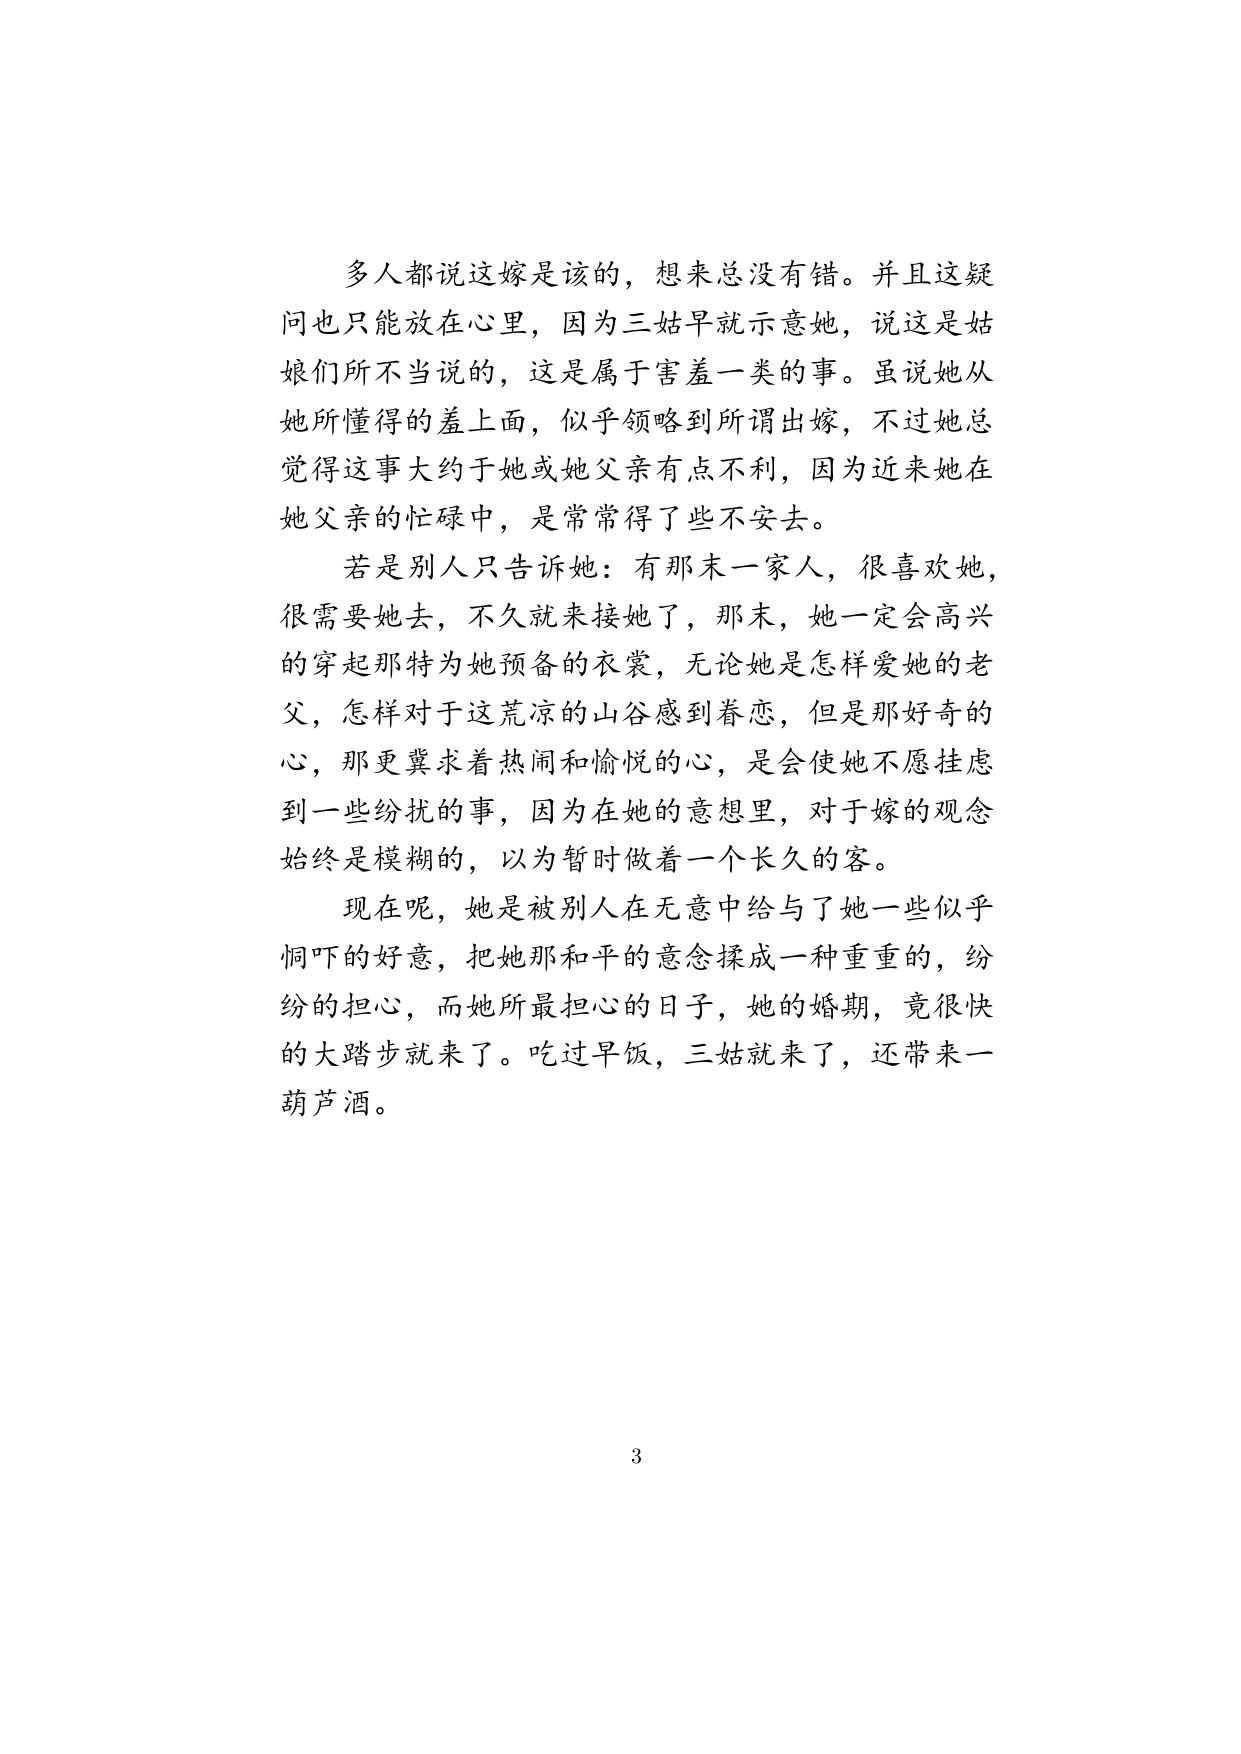 多人都说这嫁是该的，想来总没有错。并且这疑
问也只能放在心里，因为三姑早就示意她，说这是姑
娘们所不当说的，这是属于害羞一类的事。虽说她从
她所懂得的羞上面，似乎领略到所谓出嫁，不过她总
觉得这事大约于她或她父亲有点不利，因为近来她在
她父亲的忙碌中，是常常得了些不安去。
若是别人只告诉她：有那末一家人，很喜欢她，
很需要她去，不久就来接她了，那末，她一定会高兴
的穿起那特为她预备的衣裳，无论她是怎样爱她的老
父，怎样对于这荒凉的山谷感到眷恋，但是那好奇的
心，那更冀求着热闹和愉悦的心，是会使她不愿挂虑
到一些纷扰的事，因为在她的意想里，对于嫁的观念
始终是模糊的，以为暂时做着一个长久的客。
现在呢，她是被别人在无意中给与了她一些似乎
恫吓的好意，把她那和平的意念揉成一种重重的，纷
纷的担心，而她所最担心的日子，她的婚期，竟很快
的大踏步就来了。吃过早饭，三姑就来了，还带来一
葫芦酒。
3